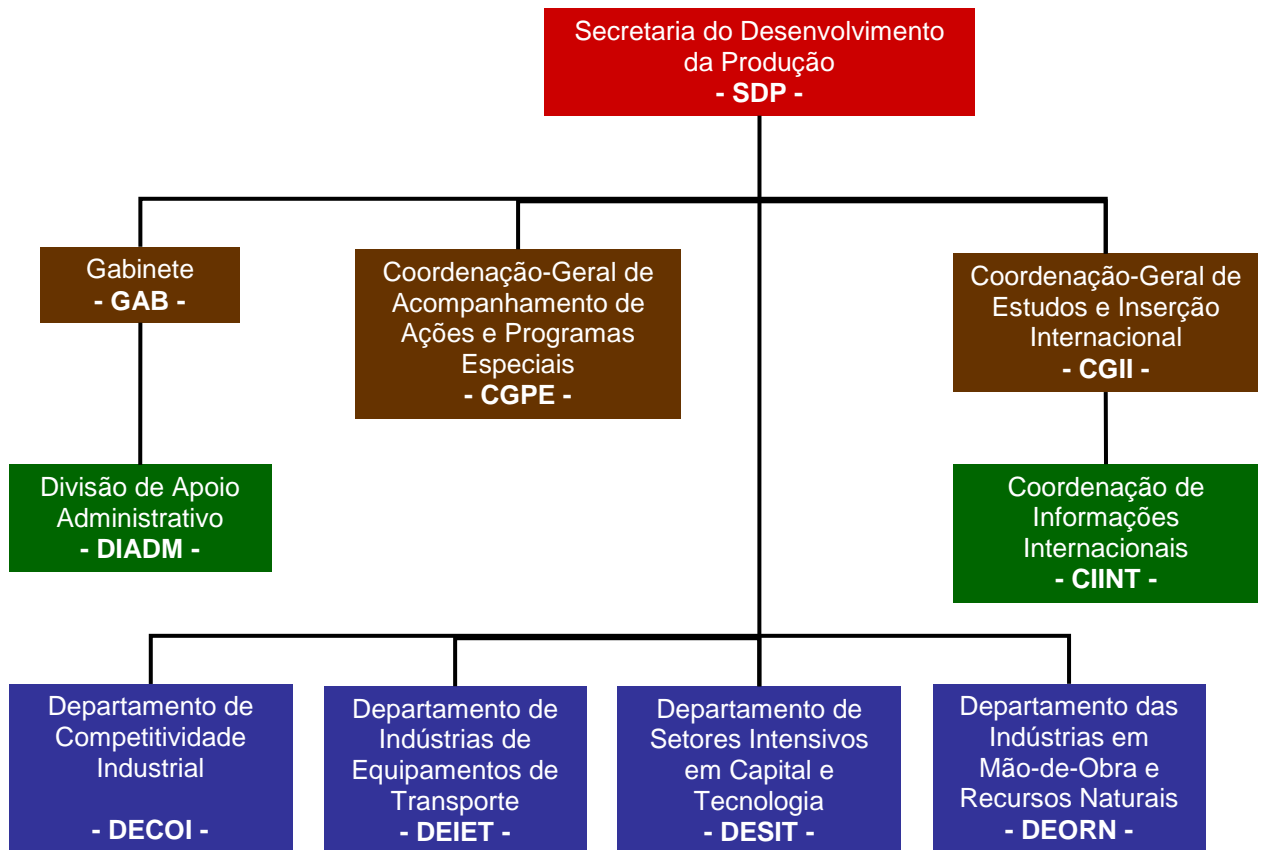 Secretaria do Desenvolvimento
da Produção
- SDP -
Gabinete
- GAB -
Coordenação-Geral de
Acompanhamento de
Ações e Programas
Especiais
- CGPE -
Coordenação-Geral de
Estudos e Inserção
Internacional
- CGII -
Divisão de Apoio
Administrativo
- DIADM -
Coordenação de
Informações
Internacionais
- CIINT -
Departamento de
Competitividade
Industrial
- DECOI -
Departamento de
Indústrias de
Equipamentos de
Transporte
- DEIET -
Departamento de
Setores Intensivos
em Capital e
Tecnologia
- DESIT -
Departamento das
Indústrias em
Mão-de-Obra e
Recursos Naturais
- DEORN -